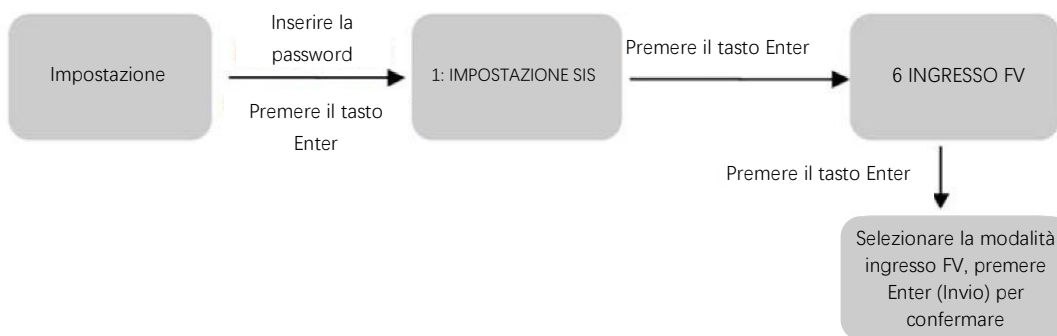 Impostazione
Inserire la
password
Premere il tasto
Enter
1: IMPOSTAZIONE SIS
Premere il tasto Enter
6 INGRESSO FV
Premere il tasto Enter
Selezionare la modalità
ingresso FV, premere
Enter (Invio) per
confermare